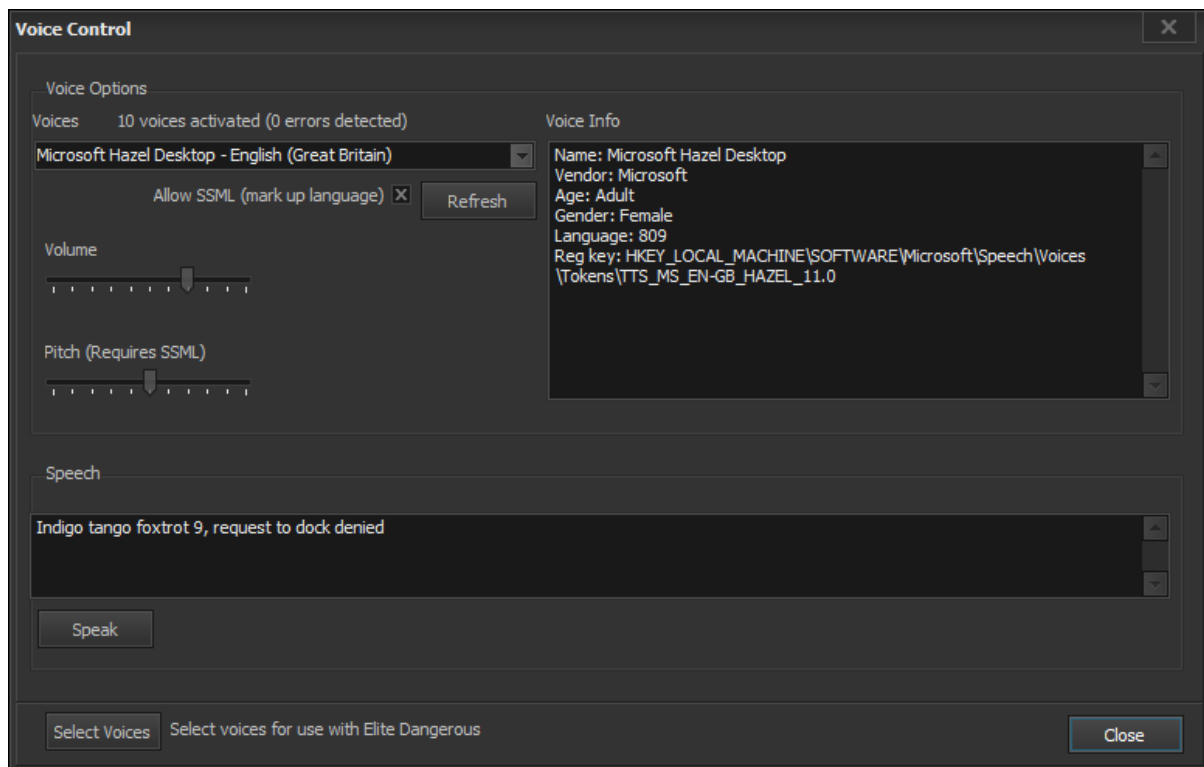 Voice Control
Voice Options
Voices 10 voices activated (0 errors detected)
Microsoft Hazel Desktop - English (Great Britain)
Allow SSML (mark up language)
Refresh
Volume
Pitch (Requires SSML)
Voice Info
Name: Microsoft Hazel Desktop
Vendor: Microsoft
Age: Adult
Gender: Female
Language: 809
Reg key: HKEY_LOCAL_MACHINE\SOFTWARE\Microsoft\Speech\Voices
\Tokens\TTS_MS_EN-GB_HAZEL_11.0
Speech
Indigo tango foxtrot 9, request to dock denied
Speak
Select Voices Select voices for use with Elite Dangerous
Close